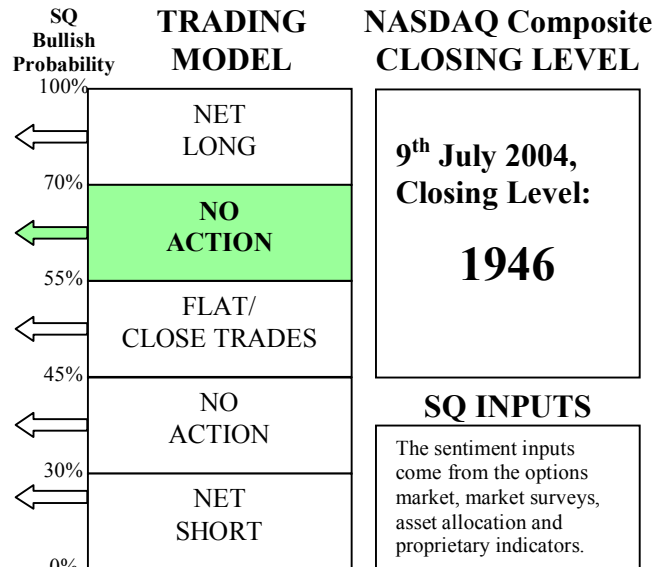 SQ
Bullish
Probability
TRADING
MODEL
100%
NET
LONG
70%
NO
ACTION
55%
FLAT/
CLOSE TRADES
45%
NO
ACTION
30%
NET
SHORT
0%
NASDAQ Composite
CLOSING LEVEL
9th July 2004,
Closing Level:
1946
SQ INPUTS
The sentiment inputs
come from the options
market, market surveys,
asset allocation and
proprietary indicators.